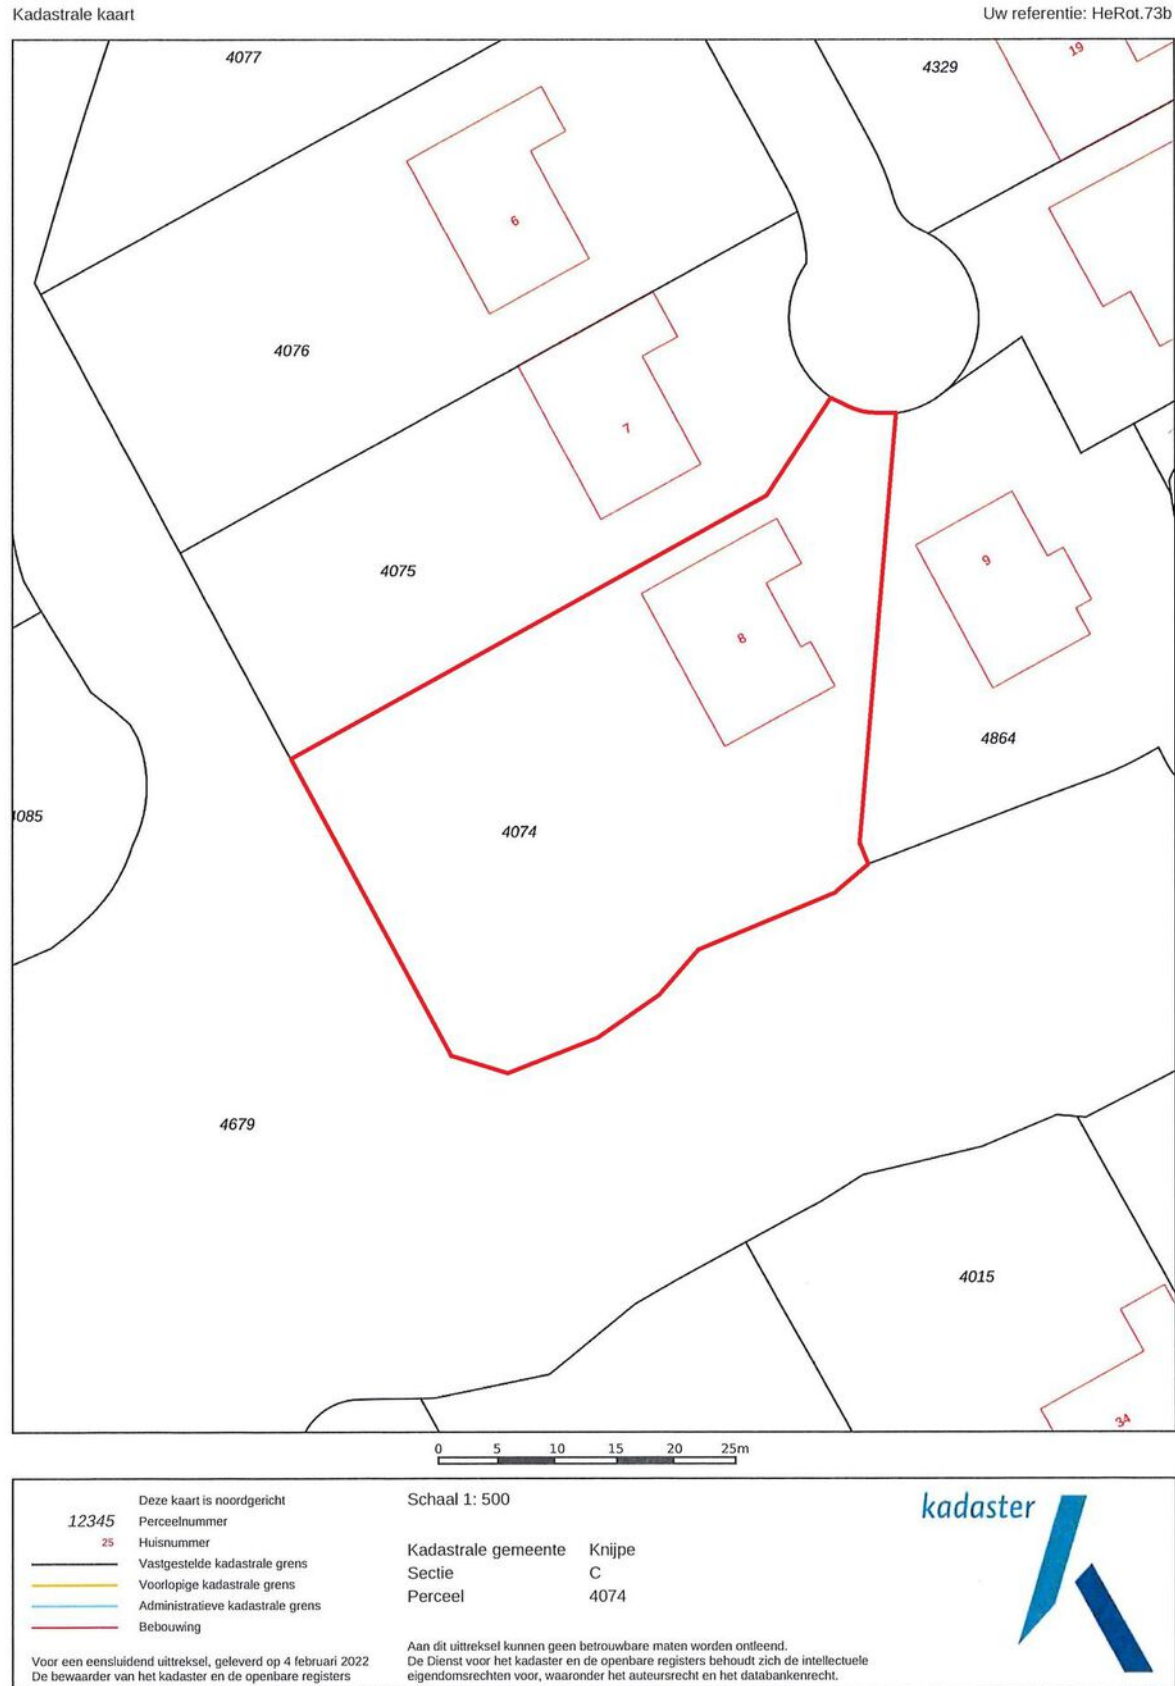 Kadastrale kaart
Uw referentie: HeRot.73b
4077
4329
19
6
4076
7
4075
9
8
4864
4085
4074
4679
4015
34
0 5 10 15 20 25m
Deze kaart is noordgericht
12345 Perceelnummer
25 Huisnummer
Vastgestelde kadastrale grens
Voorlopige kadastrale grens
Administratieve kadastrale grens
Bebouwing
Voor een eensluidend uittreksel, geleverd op 4 februari 2022
De bewaarder van het kadaster en de openbare registers
Schaal 1: 500
Kadastrale gemeente Knijpe
Sectie C
Perceel 4074
Aan dit uittreksel kunnen geen betrouwbare maten worden ontleend.
De Dienst voor het kadaster en de openbare registers behoudt zich de intellectuele
eigendomsrechten voor, waaronder het auteursrecht en het databankenrecht.
kadaster